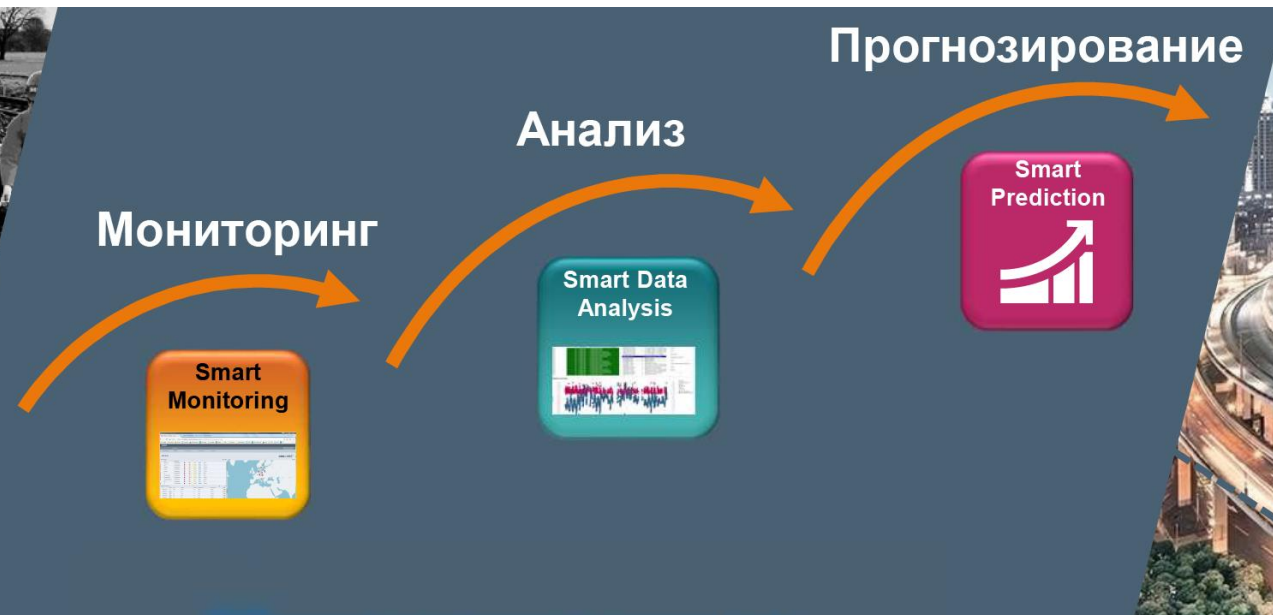 Прогнозирование
Анализ
Мониторинг
Smart
Prediction
Smart Data
Analysis
Smart
Monitoring